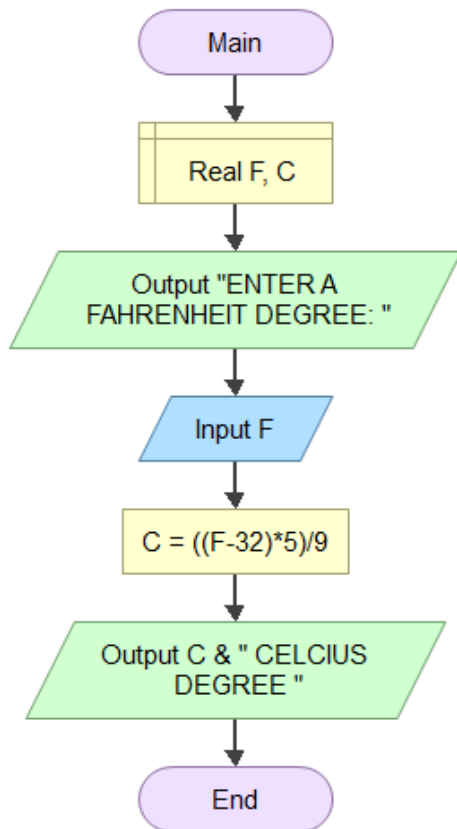 Main
Real F, C
Output "ENTER A
FAHRENHEIT DEGREE: "
Input F
C = ((F-32)*5)/9
Output C & " CELCIUS
DEGREE "
End